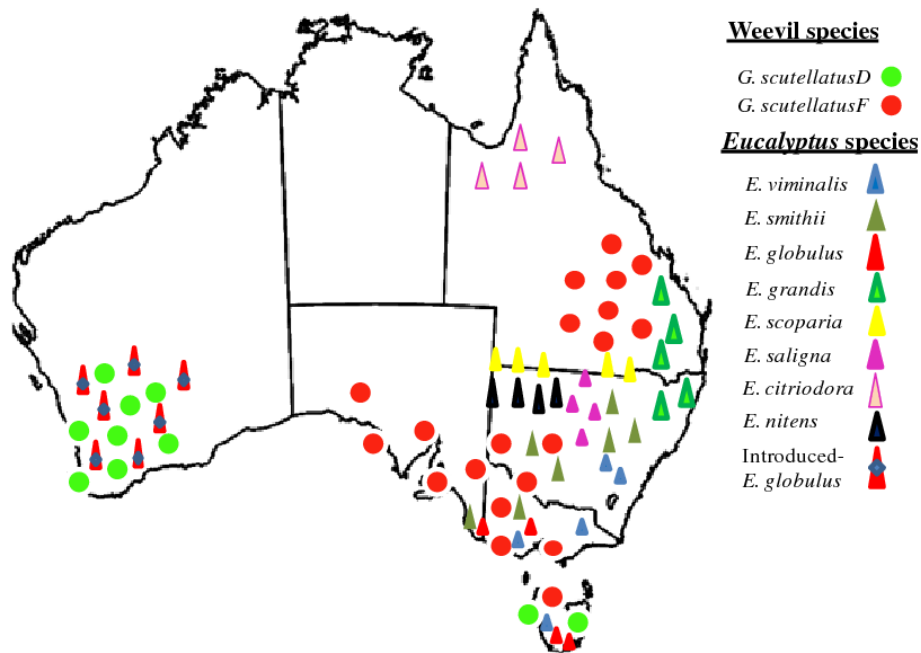 Weevil species
G. scutellatusD
G. scutellatusF
Eucalyptus species
E. viminalis
E. smithii
E. globulus
E. grandis
E. scoparia
E. saligna
E. citriodora
E. nitens
Introduced-
E. globulus